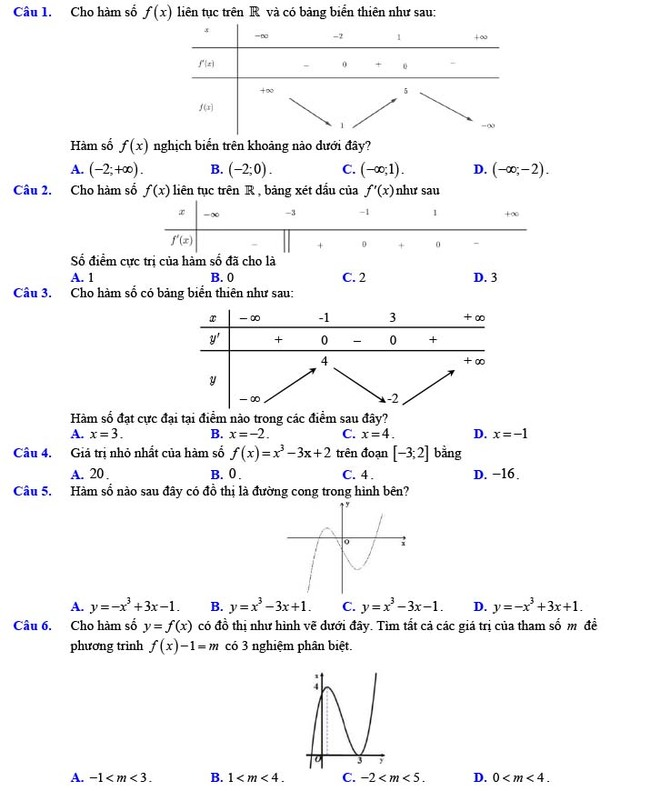 Câu 1. Cho hàm số f(x) liên tục trên ℝ và có bảng biến thiên như sau:
x −∞ −2 1 +∞
f'(x) − 0 + 0 −
+∞ 5
f(x)
1 −∞
Hàm số f(x) nghịch biến trên khoảng nào dưới đây?
A. (−2;+∞). B. (−2;0). C. (−∞;1). D. (−∞;−2).
Câu 2. Cho hàm số f(x) liên tục trên ℝ, bảng xét dấu của f'(x) như sau
x −∞ −3 −1 1 +∞
f'(x) − || + 0 + 0 −
Số điểm cực trị của hàm số đã cho là
A. 1 B. 0 C. 2 D. 3
Câu 3. Cho hàm số có bảng biến thiên như sau:
x −∞ -1 3 +∞
y' + 0 − 0 +
4 +∞
y
−∞ -2
Hàm số đạt cực đại tại điểm nào trong các điểm sau đây?
A. x = 3. B. x = −2. C. x = 4. D. x = −1
Câu 4. Giá trị nhỏ nhất của hàm số f(x) = x³ − 3x + 2 trên đoạn [−3;2] bằng
A. 20. B. 0. C. 4. D. −16.
Câu 5. Hàm số nào sau đây có đồ thị là đường cong trong hình bên?
y
O
x
A. y = −x³ + 3x − 1. B. y = x³ − 3x + 1. C. y = x³ − 3x − 1. D. y = −x³ + 3x + 1.
Câu 6. Cho hàm số y = f(x) có đồ thị như hình vẽ dưới đây. Tìm tất cả các giá trị của tham số m để
phương trình f(x) − 1 = m có 3 nghiệm phân biệt.
4
O 3
A. −1 < m < 3. B. 1 < m < 4. C. −2 < m < 5. D. 0 < m < 4.